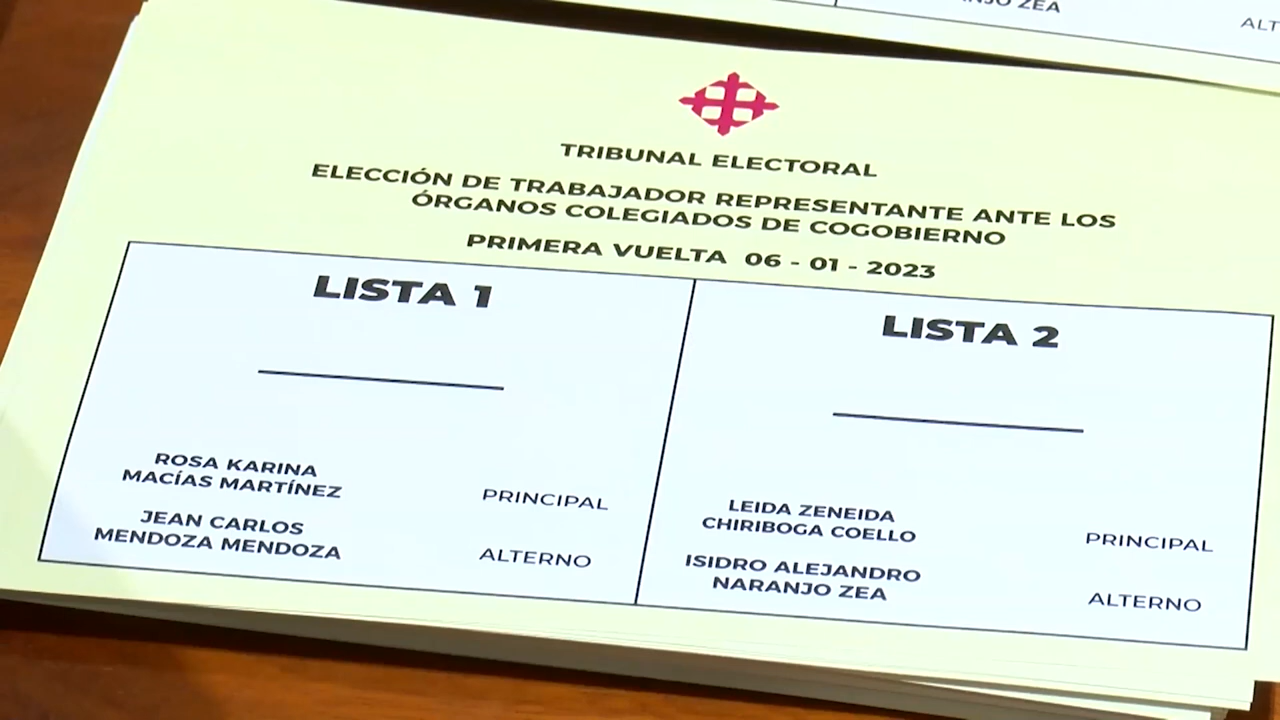 ZEA
ALT
TRIBUNAL ELECTORAL
ELECCIÓN DE TRABAJADOR REPRESENTANTE ANTE LOS
ÓRGANOS COLEGIADOS DE COGOBIERNO
PRIMERA VUELTA 06 - 01 - 2023
LISTA 1
ROSA KARINA
MACÍAS MARTÍNEZ
PRINCIPAL
JEAN CARLOS
MENDOZA MENDOZA
ALTERNO
LISTA 2
LEIDA ZENEIDA
CHIRIBOGA COELLO
PRINCIPAL
ISIDRO ALEJANDRO
NARANJO ZEA
ALTERNO